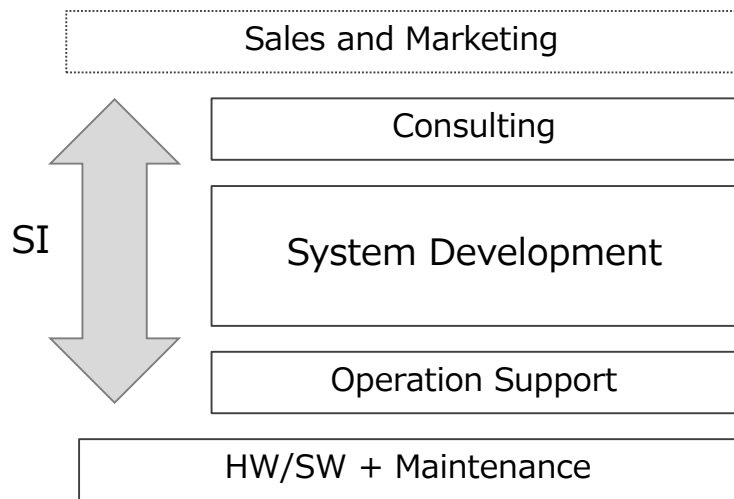 Sales and Marketing
Consulting
SI
System Development
Operation Support
HW/SW + Maintenance